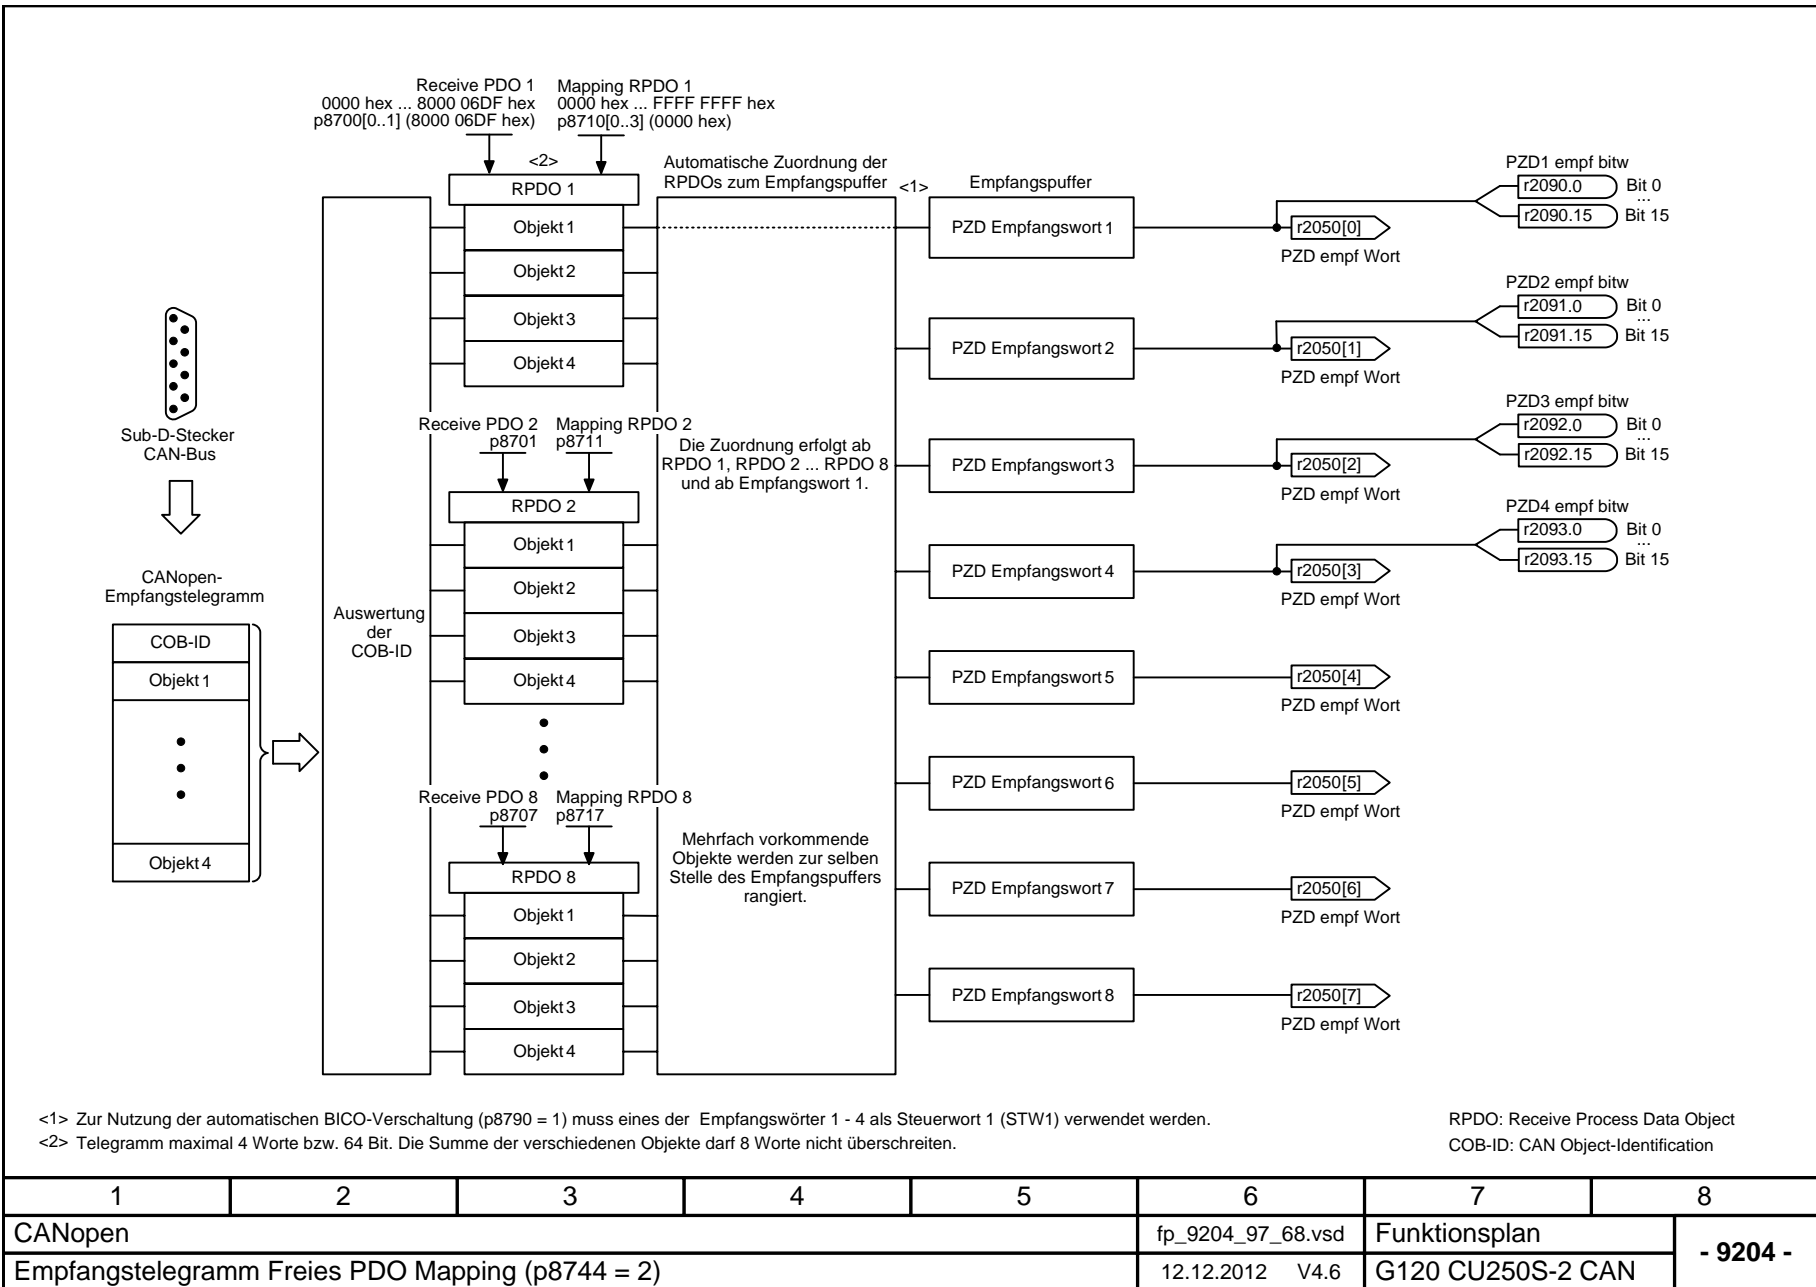 Receive PDO 1
0000 hex ... 8000 06DF hex
p8700[0..1] (8000 06DF hex)
Mapping RPDO 1
0000 hex ... FFFF FFFF hex
p8710[0..3] (0000 hex)
<2>
RPDO 1
Objekt 1
Objekt 2
Objekt 3
Objekt 4
Automatische Zuordnung der
RPDOs zum Empfangspuffer
<1>
Empfangspuffer
PZD Empfangswort 1
r2050[0]
PZD empf Wort
PZD1 empf bitw
r2090.0
Bit 0
...
r2090.15
Bit 15
PZD Empfangswort 2
r2050[1]
PZD empf Wort
PZD2 empf bitw
r2091.0
Bit 0
...
r2091.15
Bit 15
Sub-D-Stecker
CAN-Bus
Receive PDO 2
p8701
Mapping RPDO 2
p8711
Die Zuordnung erfolgt ab
RPDO 1, RPDO 2 ... RPDO 8
und ab Empfangswort 1.
PZD Empfangswort 3
r2050[2]
PZD empf Wort
PZD3 empf bitw
r2092.0
Bit 0
...
r2092.15
Bit 15
RPDO 2
Objekt 1
Objekt 2
Objekt 3
Objekt 4
PZD Empfangswort 4
r2050[3]
PZD empf Wort
PZD4 empf bitw
r2093.0
Bit 0
...
r2093.15
Bit 15
CANopen-
Empfangstelegramm
COB-ID
Objekt 1
Objekt 4
Auswertung
der
COB-ID
PZD Empfangswort 5
r2050[4]
PZD empf Wort
PZD Empfangswort 6
r2050[5]
PZD empf Wort
Receive PDO 8
p8707
Mapping RPDO 8
p8717
RPDO 8
Objekt 1
Objekt 2
Objekt 3
Objekt 4
Mehrfach vorkommende
Objekte werden zur selben
Stelle des Empfangspuffers
rangiert.
PZD Empfangswort 7
r2050[6]
PZD empf Wort
PZD Empfangswort 8
r2050[7]
PZD empf Wort
<1> Zur Nutzung der automatischen BICO-Verschaltung (p8790 = 1) muss eines der Empfangswörter 1 - 4 als Steuerwort 1 (STW1) verwendet werden.
<2> Telegramm maximal 4 Worte bzw. 64 Bit. Die Summe der verschiedenen Objekte darf 8 Worte nicht überschreiten.
RPDO: Receive Process Data Object
COB-ID: CAN Object-Identification
1 2 3 4 5 6 7 8
CANopen
fp_9204_97_68.vsd
Funktionsplan
- 9204 -
Empfangstelegramm Freies PDO Mapping (p8744 = 2)
12.12.2012 V4.6
G120 CU250S-2 CAN